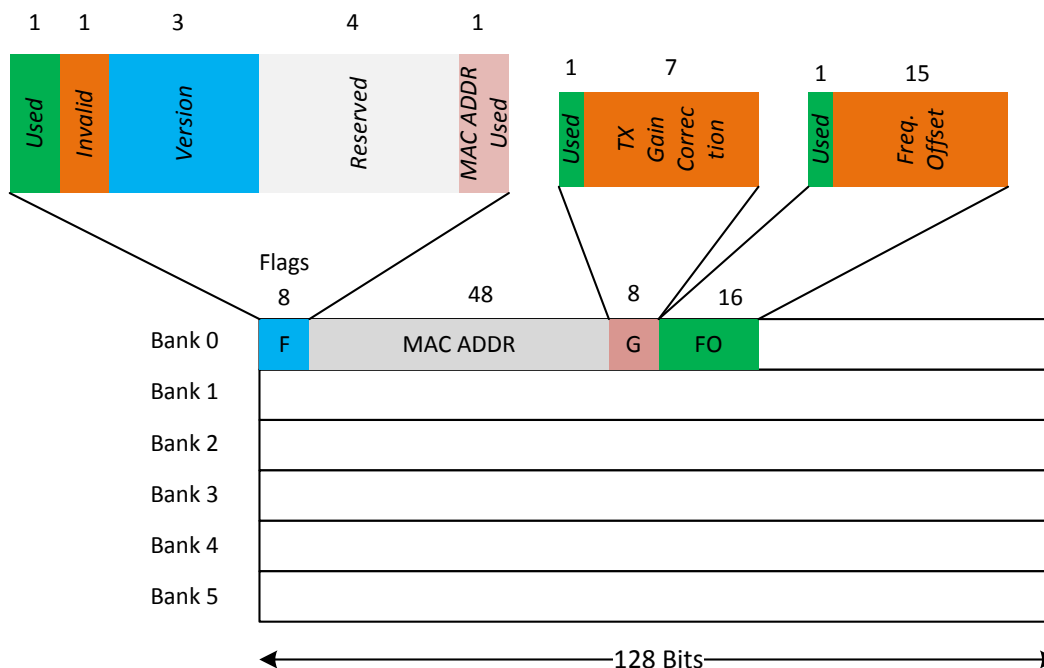 1 1 3 4 1
Used
Invalid
Version
Reserved
MAC ADDR
Used
1 7
Used
TX
Gain
Correc
tion
1 15
Used
Freq.
Offset
Flags
8 48 8 16
Bank 0 F MAC ADDR G FO
Bank 1
Bank 2
Bank 3
Bank 4
Bank 5
128 Bits